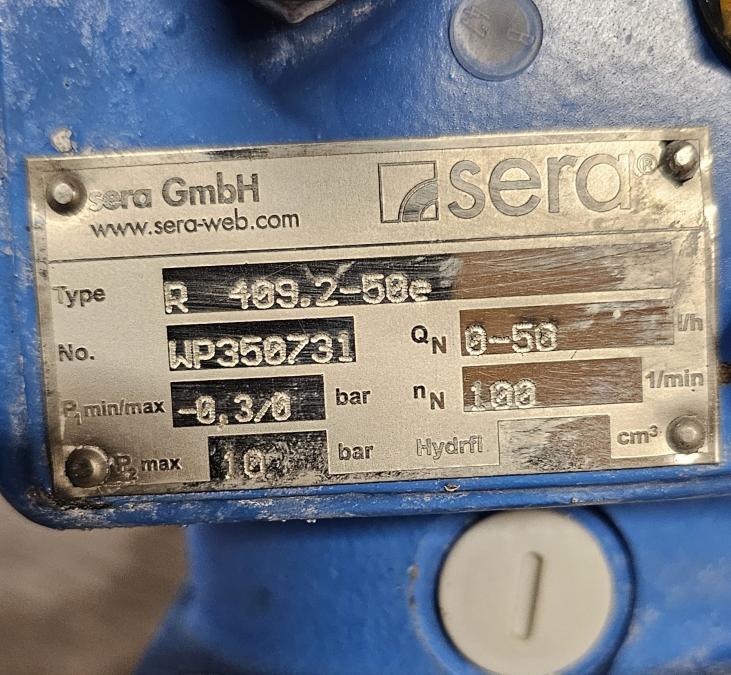 sera GmbH
www.sera-web.com
sera®
Type R 409.2-50e
No. WP350731
QN 0-50 l/h
P1 min/max -0,3/0 bar
nN 100 1/min
P2 max 10 bar
Hydrfl cm³